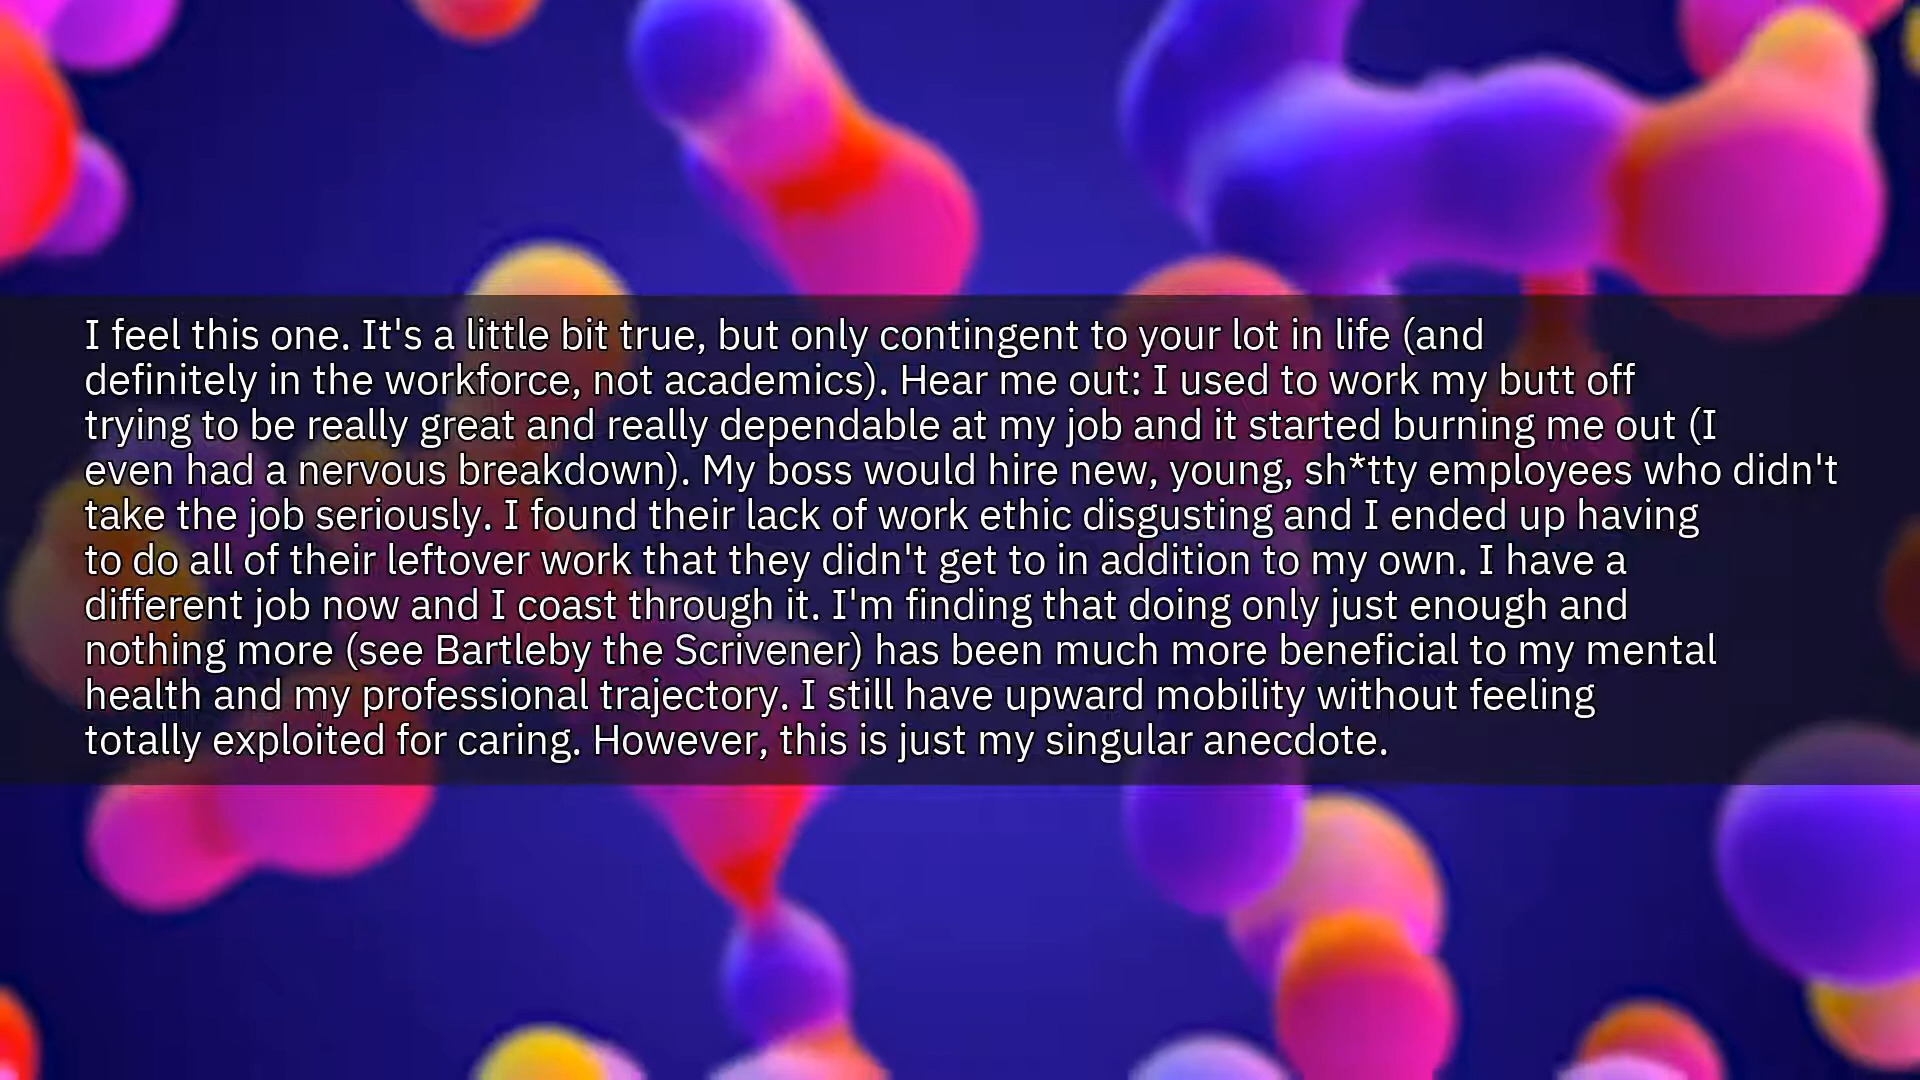 I feel this one. It's a little bit true, but only contingent to your lot in life (and
definitely in the workforce, not academics). Hear me out: I used to work my butt off
trying to be really great and really dependable at my job and it started burning me out (I
even had a nervous breakdown). My boss would hire new, young, sh*tty employees who didn't
take the job seriously. I found their lack of work ethic disgusting and I ended up having
to do all of their leftover work that they didn't get to in addition to my own. I have a
different job now and I coast through it. I'm finding that doing only just enough and
nothing more (see Bartleby the Scrivener) has been much more beneficial to my mental
health and my professional trajectory. I still have upward mobility without feeling
totally exploited for caring. However, this is just my singular anecdote.